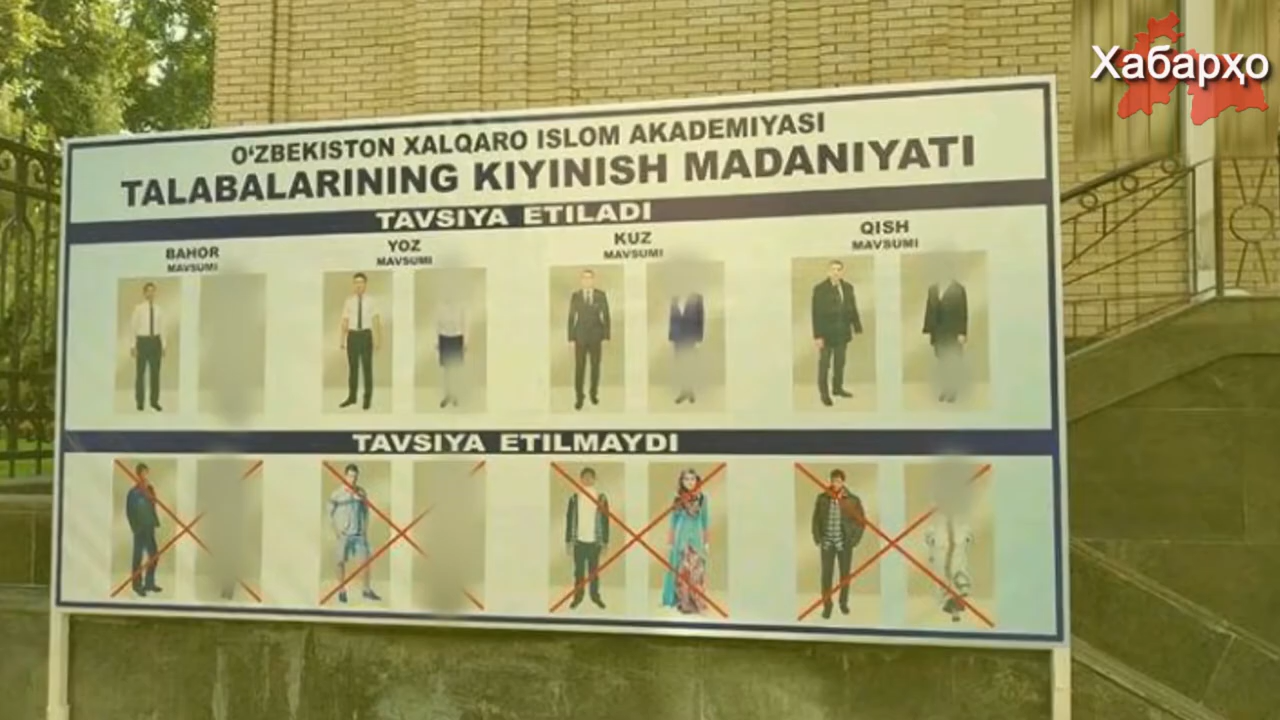 Хабарҳо
OʻZBEKISTON XALQARO ISLOM AKADEMIYASI
TALABALARINING KIYINISH MADANIYATI
TAVSIYA ETILADI
BAHOR
MAVSUMI
YOZ
MAVSUMI
KUZ
MAVSUMI
QISH
MAVSUMI
TAVSIYA ETILMAYDI